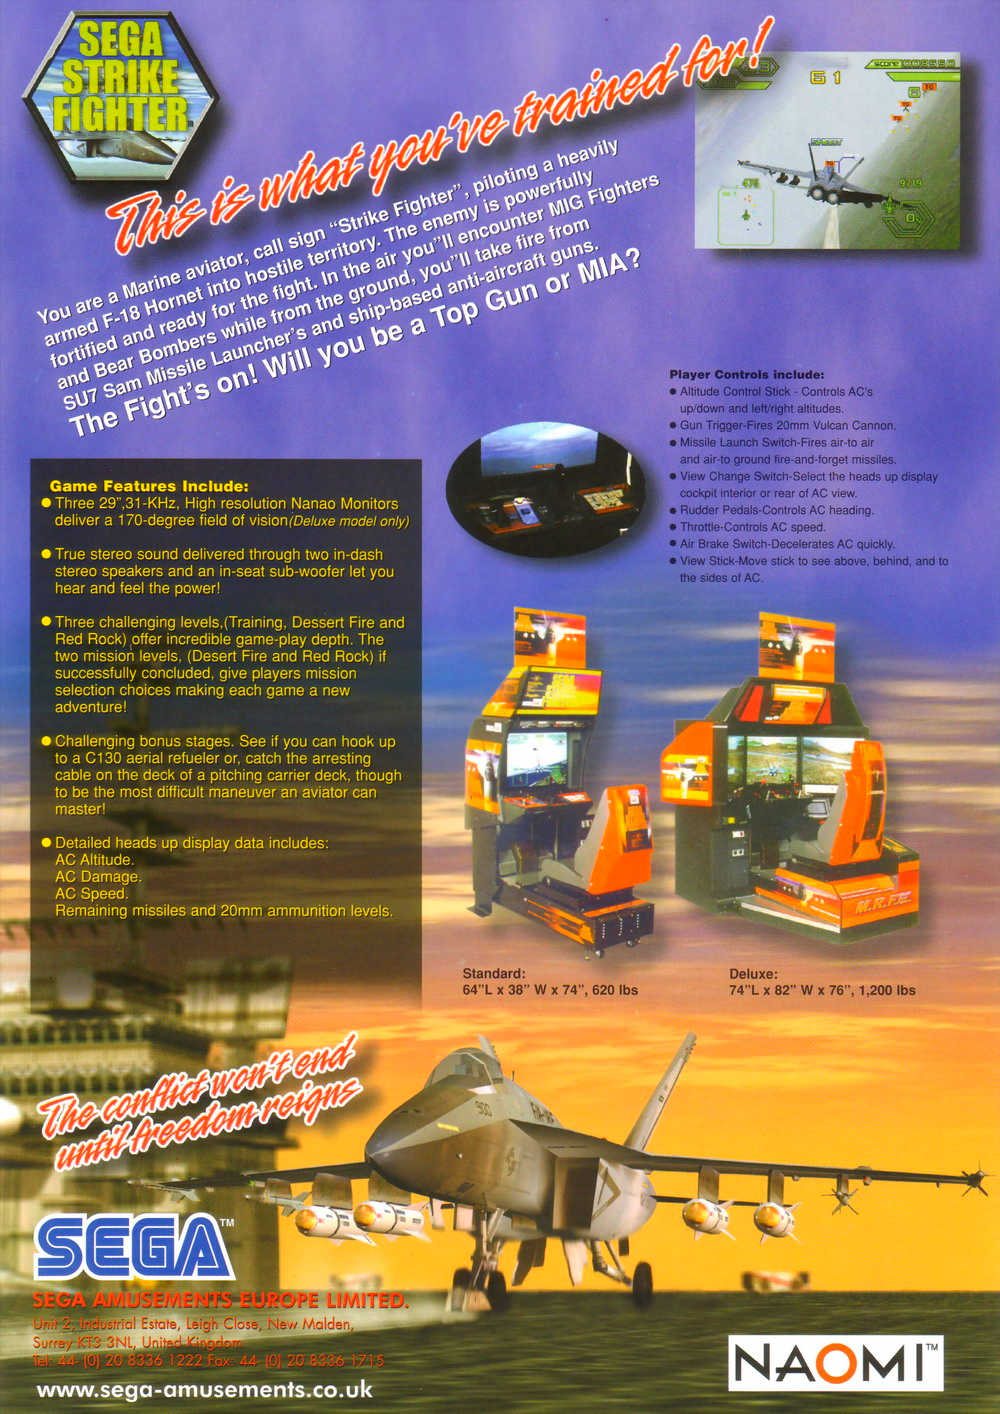 SEGA
STRIKE
FIGHTER
This is what you've trained for!
You are a Marine aviator, call sign "Strike Fighter", piloting a heavily
armed F-18 Hornet into hostile territory. The enemy is powerfully
fortified and ready for the fight. In the air you"ll encounter MIG Fighters
and Bear Bombers while from the ground, you"ll take fire from
SU7 Sam Missile Launcher's and ship-based anti-aircraft guns.
The Fight's on! Will you be a Top Gun or MIA?
61
SCORE
476
9719
Player Controls include:
● Altitude Control Stick - Controls AC's
up/down and left/right altitudes.
● Gun Trigger-Fires 20mm Vulcan Cannon.
● Missile Launch Switch-Fires air-to air
and air-to ground fire-and-forget missiles.
● View Change Switch-Select the heads up display
cockpit interior or rear of AC view.
● Rudder Pedals-Controls AC heading.
● Throttle-Controls AC speed.
● Air Brake Switch-Decelerates AC quickly.
● View Stick-Move stick to see above, behind, and to
the sides of AC.
Game Features Include:
● Three 29",31-KHz, High resolution Nanao Monitors
deliver a 170-degree field of vision(Deluxe model only)
● True stereo sound delivered through two in-dash
stereo speakers and an in-seat sub-woofer let you
hear and feel the power!
● Three challenging levels,(Training, Dessert Fire and
Red Rock) offer incredible game-play depth. The
two mission levels, (Desert Fire and Red Rock) if
successfully concluded, give players mission
selection choices making each game a new
adventure!
● Challenging bonus stages. See if you can hook up
to a C130 aerial refueler or, catch the arresting
cable on the deck of a pitching carrier deck, though
to be the most difficult maneuver an aviator can
master!
● Detailed heads up display data includes:
AC Altitude.
AC Damage.
AC Speed.
Remaining missiles and 20mm ammunition levels.
M.R.F.E
Standard:
64"L x 38" W x 74", 620 lbs
Deluxe:
74"L x 82" W x 76", 1,200 lbs
The conflict won't end
until freedom reigns
900
SEGA™
SEGA AMUSEMENTS EUROPE LIMITED.
Unit 2, Industrial Estate, Leigh Close, New Malden,
Surrey KT3 3NL, United Kingdom
Tel: 44- (0) 20 8336 1222 Fax: 44- (0) 20 8336 1715
www.sega-amusements.co.uk
NAOMI™